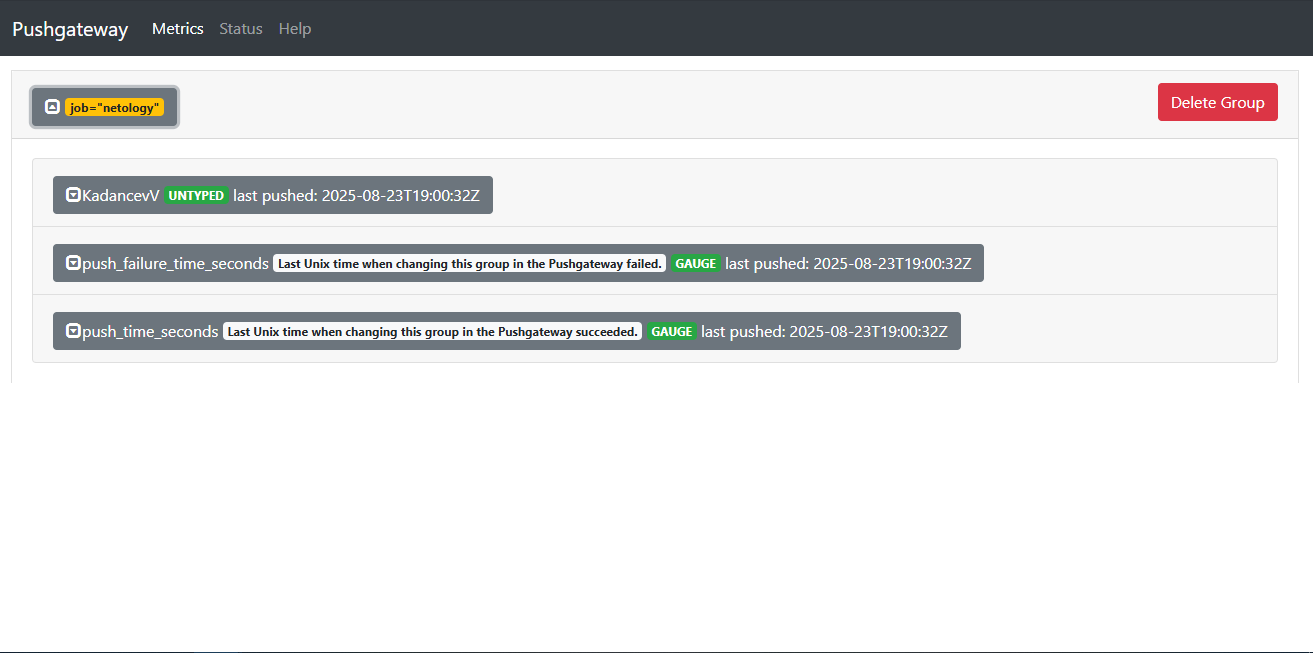 Pushgateway Metrics Status Help
job="netology" Delete Group
KadancevV UNTYPED last pushed: 2025-08-23T19:00:32Z
push_failure_time_seconds Last Unix time when changing this group in the Pushgateway failed. GAUGE last pushed: 2025-08-23T19:00:32Z
push_time_seconds Last Unix time when changing this group in the Pushgateway succeeded. GAUGE last pushed: 2025-08-23T19:00:32Z